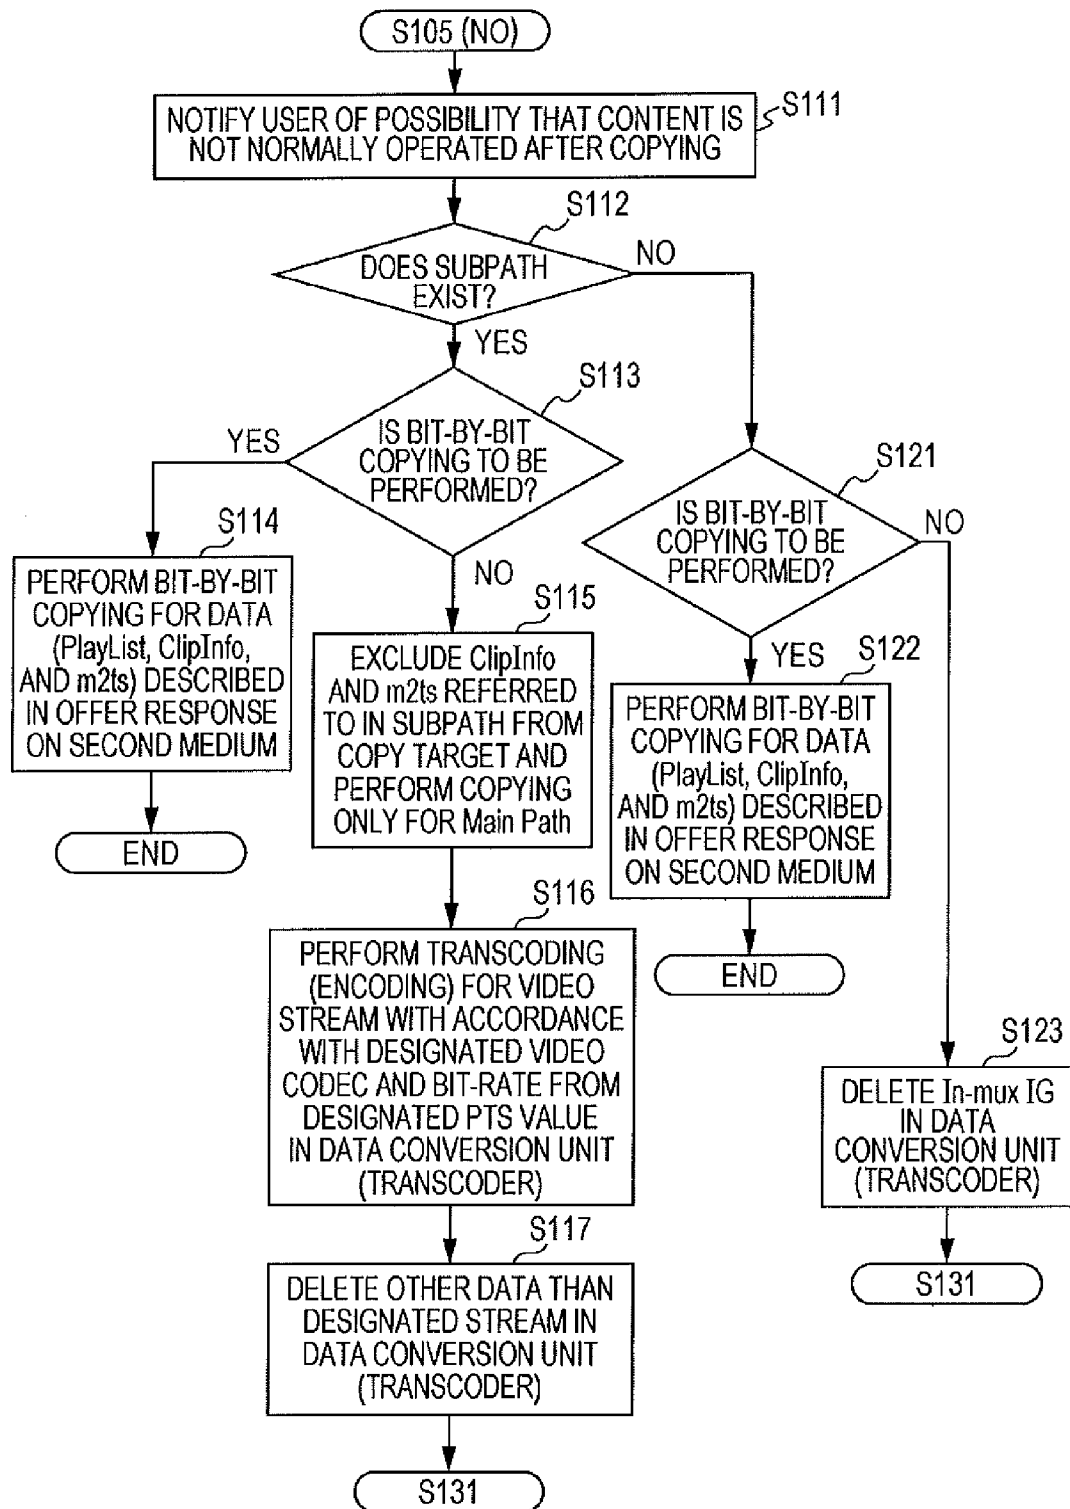 S105 (NO)
S111
NOTIFY USER OF POSSIBILITY THAT CONTENT IS
NOT NORMALLY OPERATED AFTER COPYING
S112
DOES SUBPATH
EXIST?
NO
YES
S113
IS BIT-BY-BIT
COPYING TO BE
PERFORMED?
YES
NO
S114
PERFORM BIT-BY-BIT
COPYING FOR DATA
(PlayList, ClipInfo,
AND m2ts) DESCRIBED
IN OFFER RESPONSE
ON SECOND MEDIUM
END
S115
EXCLUDE ClipInfo
AND m2ts REFERRED
TO IN SUBPATH FROM
COPY TARGET AND
PERFORM COPYING
ONLY FOR Main Path
S116
PERFORM TRANSCODING
(ENCODING) FOR VIDEO
STREAM WITH ACCORDANCE
WITH DESIGNATED VIDEO
CODEC AND BIT-RATE FROM
DESIGNATED PTS VALUE
IN DATA CONVERSION UNIT
(TRANSCODER)
S117
DELETE OTHER DATA THAN
DESIGNATED STREAM IN
DATA CONVERSION UNIT
(TRANSCODER)
S131
S121
IS BIT-BY-BIT
COPYING TO BE
PERFORMED?
NO
YES
S122
PERFORM BIT-BY-BIT
COPYING FOR DATA
(PlayList, ClipInfo,
AND m2ts) DESCRIBED
IN OFFER RESPONSE
ON SECOND MEDIUM
END
S123
DELETE In-mux IG
IN DATA
CONVERSION UNIT
(TRANSCODER)
S131